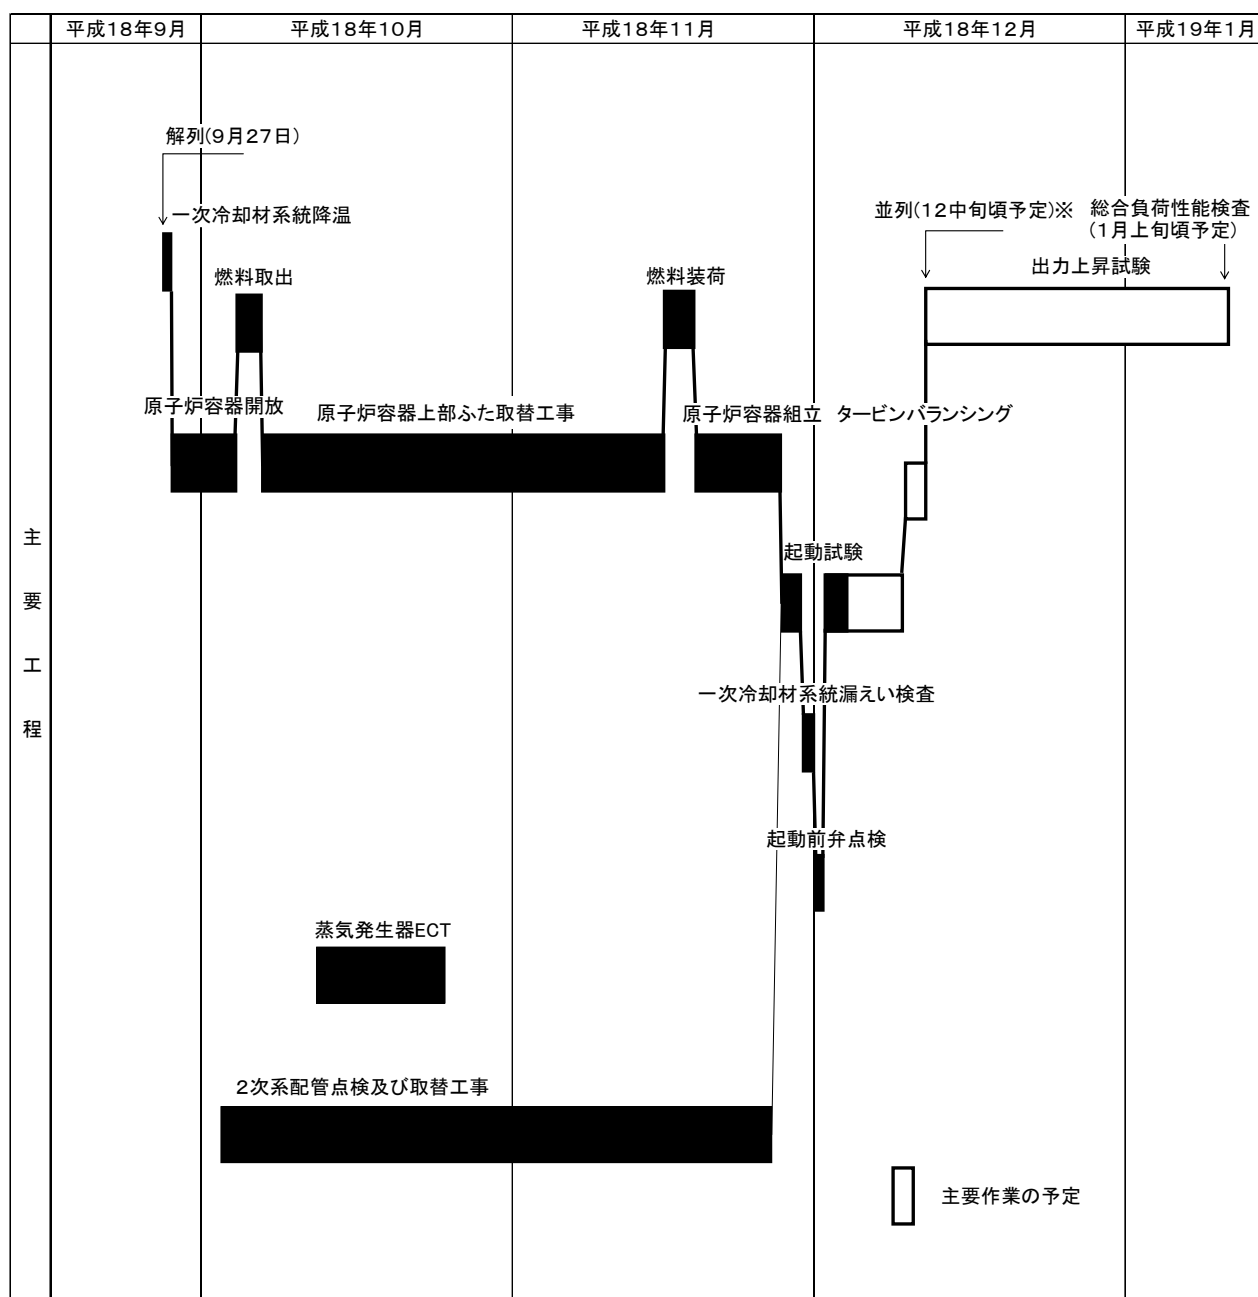 平成18年9月
平成18年10月
平成18年11月
平成18年12月
平成19年1月
解列(9月27日)
一次冷却材系統降温
並列(12中旬頃予定)※
総合負荷性能検査
(1月上旬頃予定)
出力上昇試験
燃料取出
燃料装荷
原子炉容器開放
原子炉容器上部ふた取替工事
原子炉容器組立
タービンバランシング
主要工程
起動試験
一次冷却材系統漏えい検査
起動前弁点検
蒸気発生器ECT
2次系配管点検及び取替工事
主要作業の予定